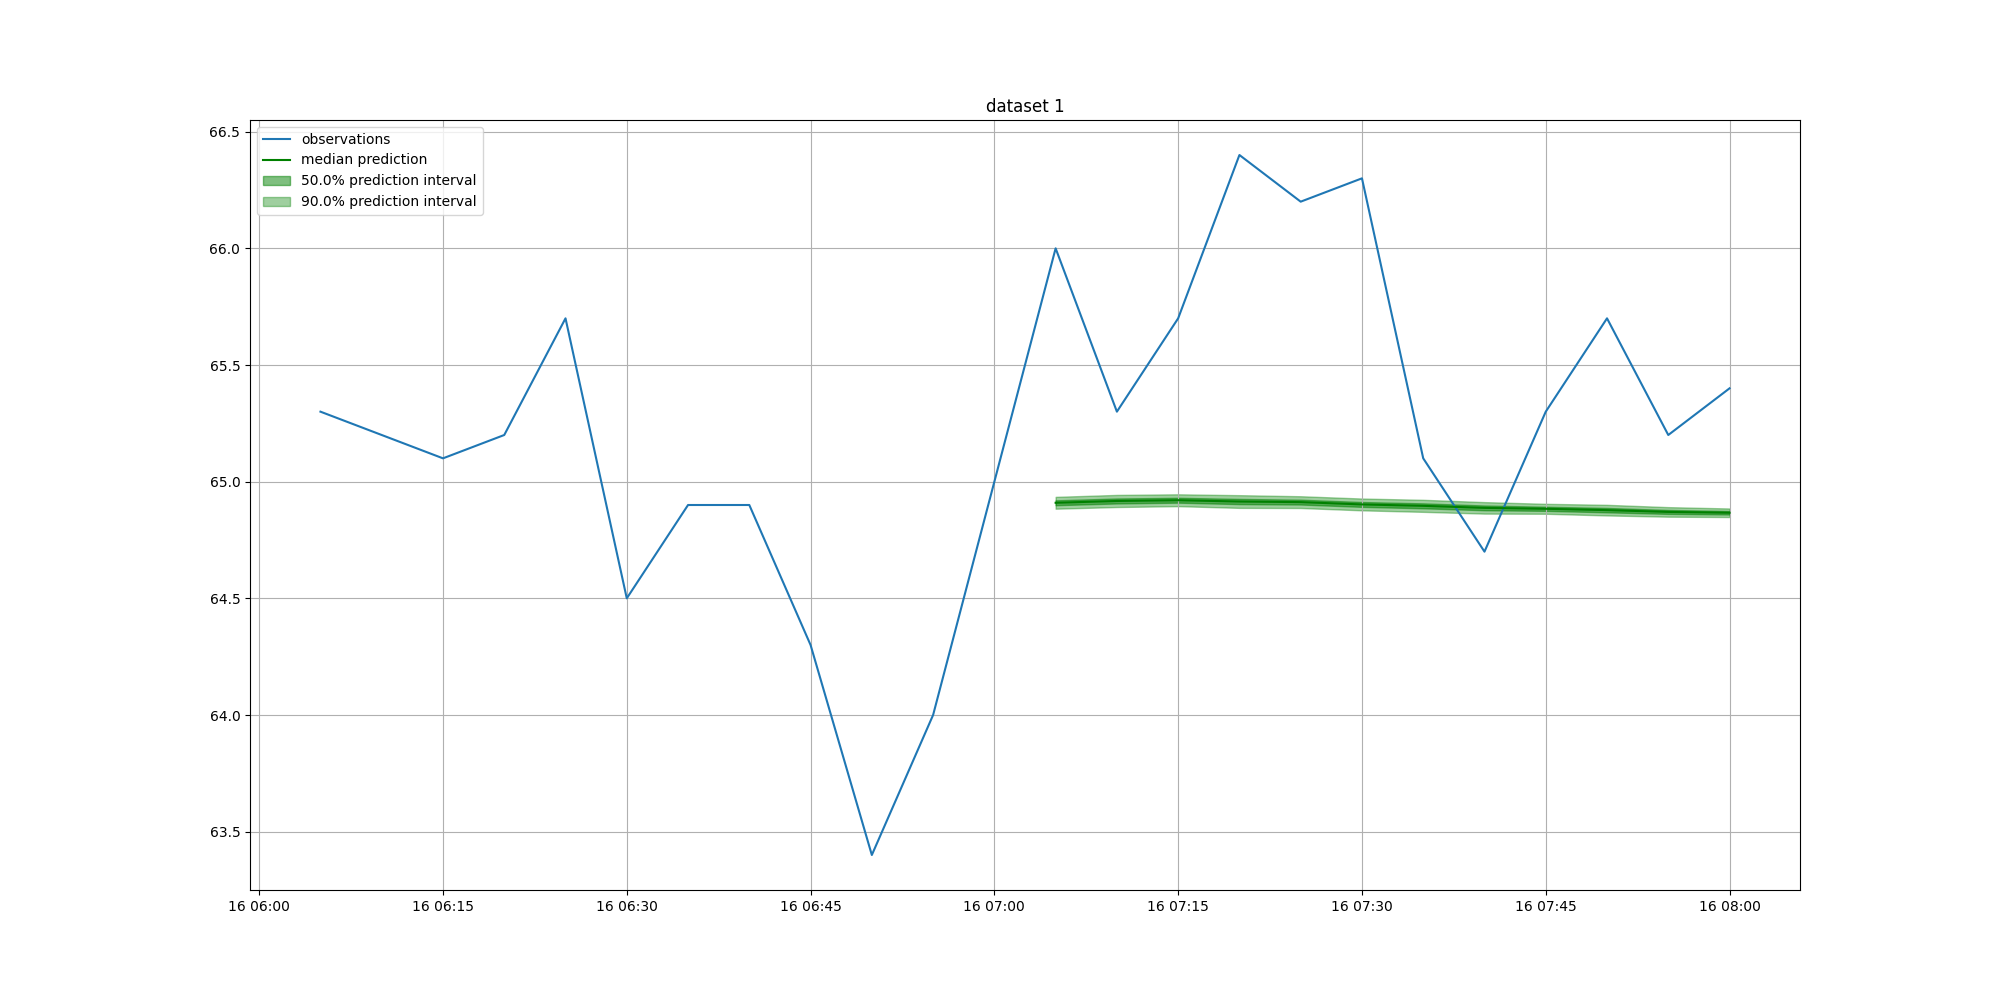 dataset 1
observations
median prediction
50.0% prediction interval
90.0% prediction interval
66.5
66.0
65.5
65.0
64.5
64.0
63.5
16 06:00 16 06:15 16 06:30 16 06:45 16 07:00 16 07:15 16 07:30 16 07:45 16 08:00